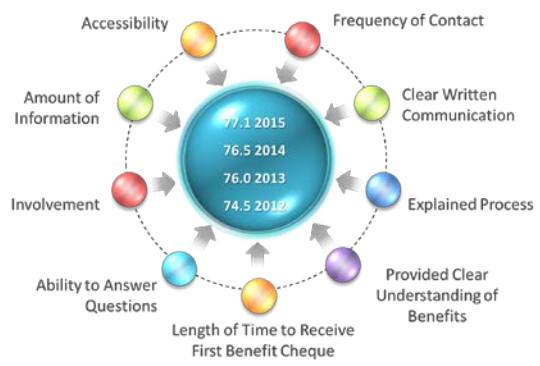 Accessibility
Frequency of Contact
Amount of
Information
Clear Written
Communication
77.1 2015
76.5 2014
76.0 2013
74.5 2012
Involvement
Explained Process
Ability to Answer
Questions
Provided Clear
Understanding of
Benefits
Length of Time to Receive
First Benefit Cheque